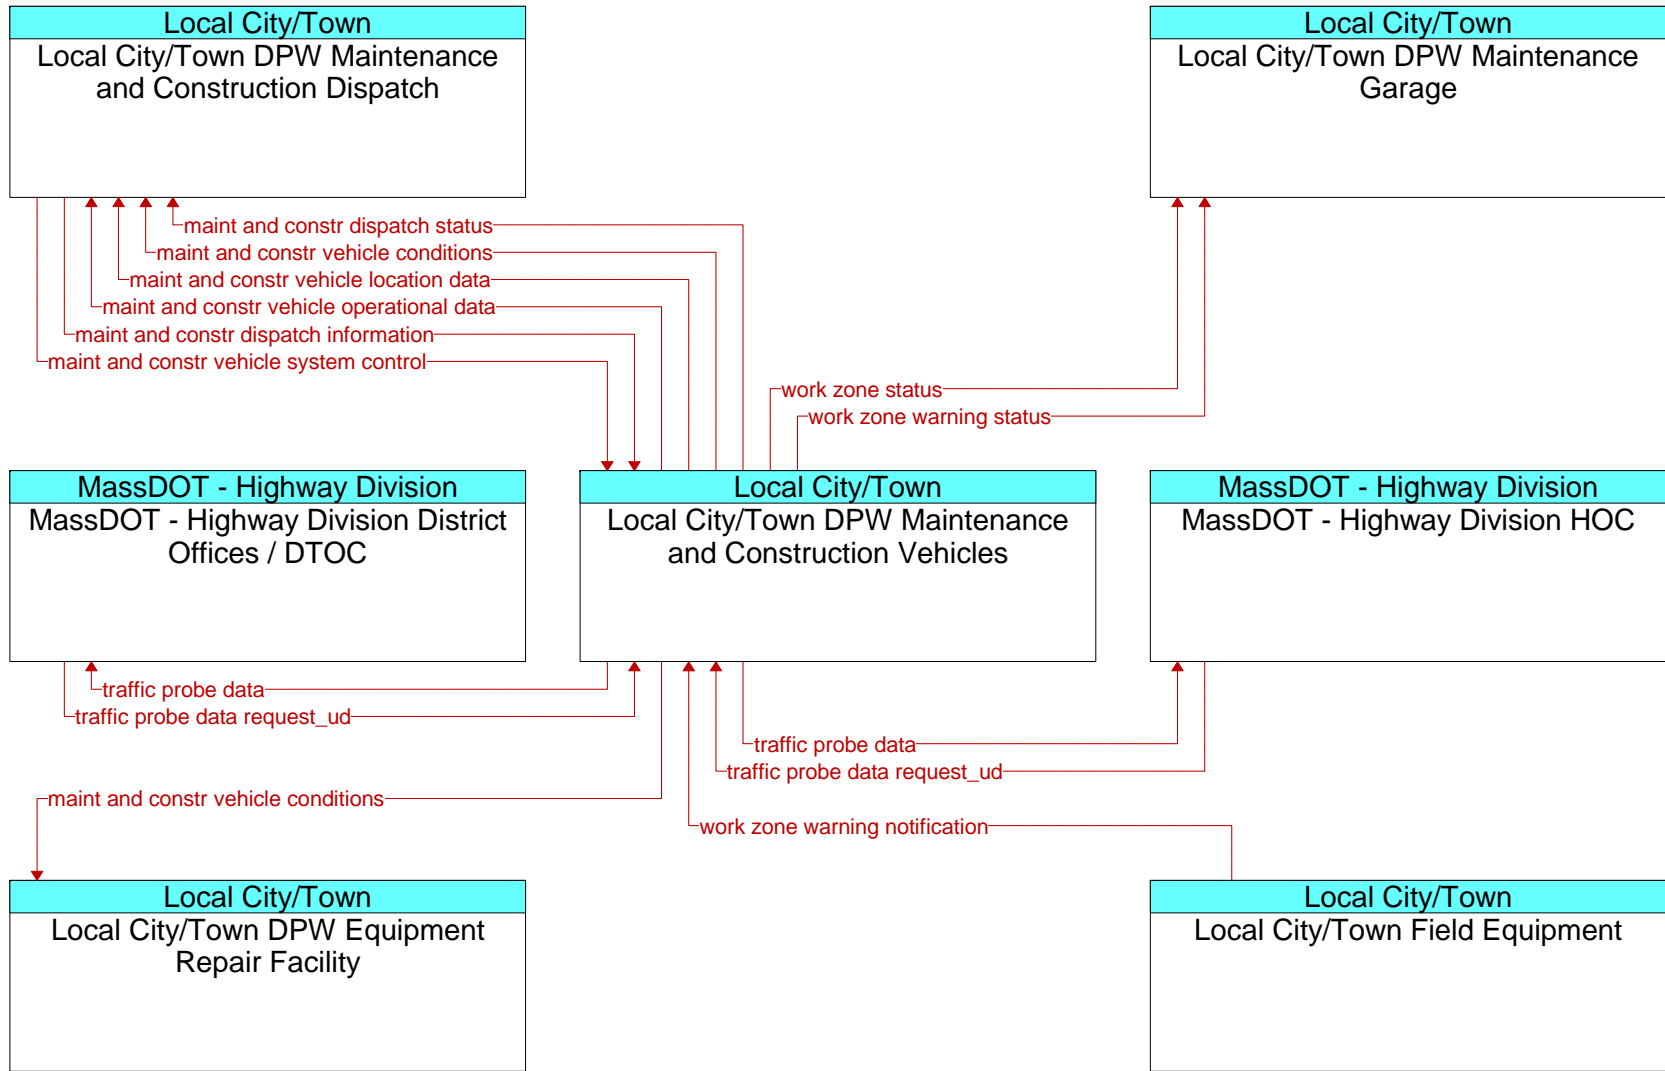 Local City/Town
Local City/Town DPW Maintenance
and Construction Dispatch
Local City/Town
Local City/Town DPW Maintenance
Garage
maint and constr dispatch status
maint and constr vehicle conditions
maint and constr vehicle location data
maint and constr vehicle operational data
maint and constr dispatch information
maint and constr vehicle system control
work zone status
work zone warning status
MassDOT - Highway Division
MassDOT - Highway Division District
Offices / DTOC
Local City/Town
Local City/Town DPW Maintenance
and Construction Vehicles
MassDOT - Highway Division
MassDOT - Highway Division HOC
traffic probe data
traffic probe data request_ud
traffic probe data
traffic probe data request_ud
maint and constr vehicle conditions
work zone warning notification
Local City/Town
Local City/Town DPW Equipment
Repair Facility
Local City/Town
Local City/Town Field Equipment